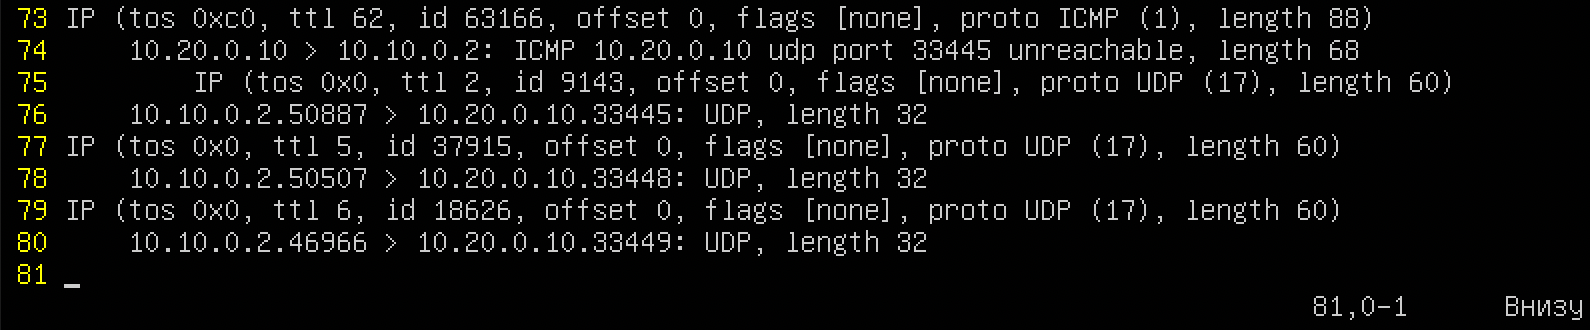 73 IP (tos 0xc0, ttl 62, id 63166, offset 0, flags [none], proto ICMP (1), length 88)
74     10.20.0.10 > 10.10.0.2: ICMP 10.20.0.10 udp port 33445 unreachable, length 68
75         IP (tos 0x0, ttl 2, id 9143, offset 0, flags [none], proto UDP (17), length 60)
76     10.10.0.2.50887 > 10.20.0.10.33445: UDP, length 32
77 IP (tos 0x0, ttl 5, id 37915, offset 0, flags [none], proto UDP (17), length 60)
78     10.10.0.2.50507 > 10.20.0.10.33448: UDP, length 32
79 IP (tos 0x0, ttl 6, id 18626, offset 0, flags [none], proto UDP (17), length 60)
80     10.10.0.2.46966 > 10.20.0.10.33449: UDP, length 32
81 _
81,0-1 Внизу